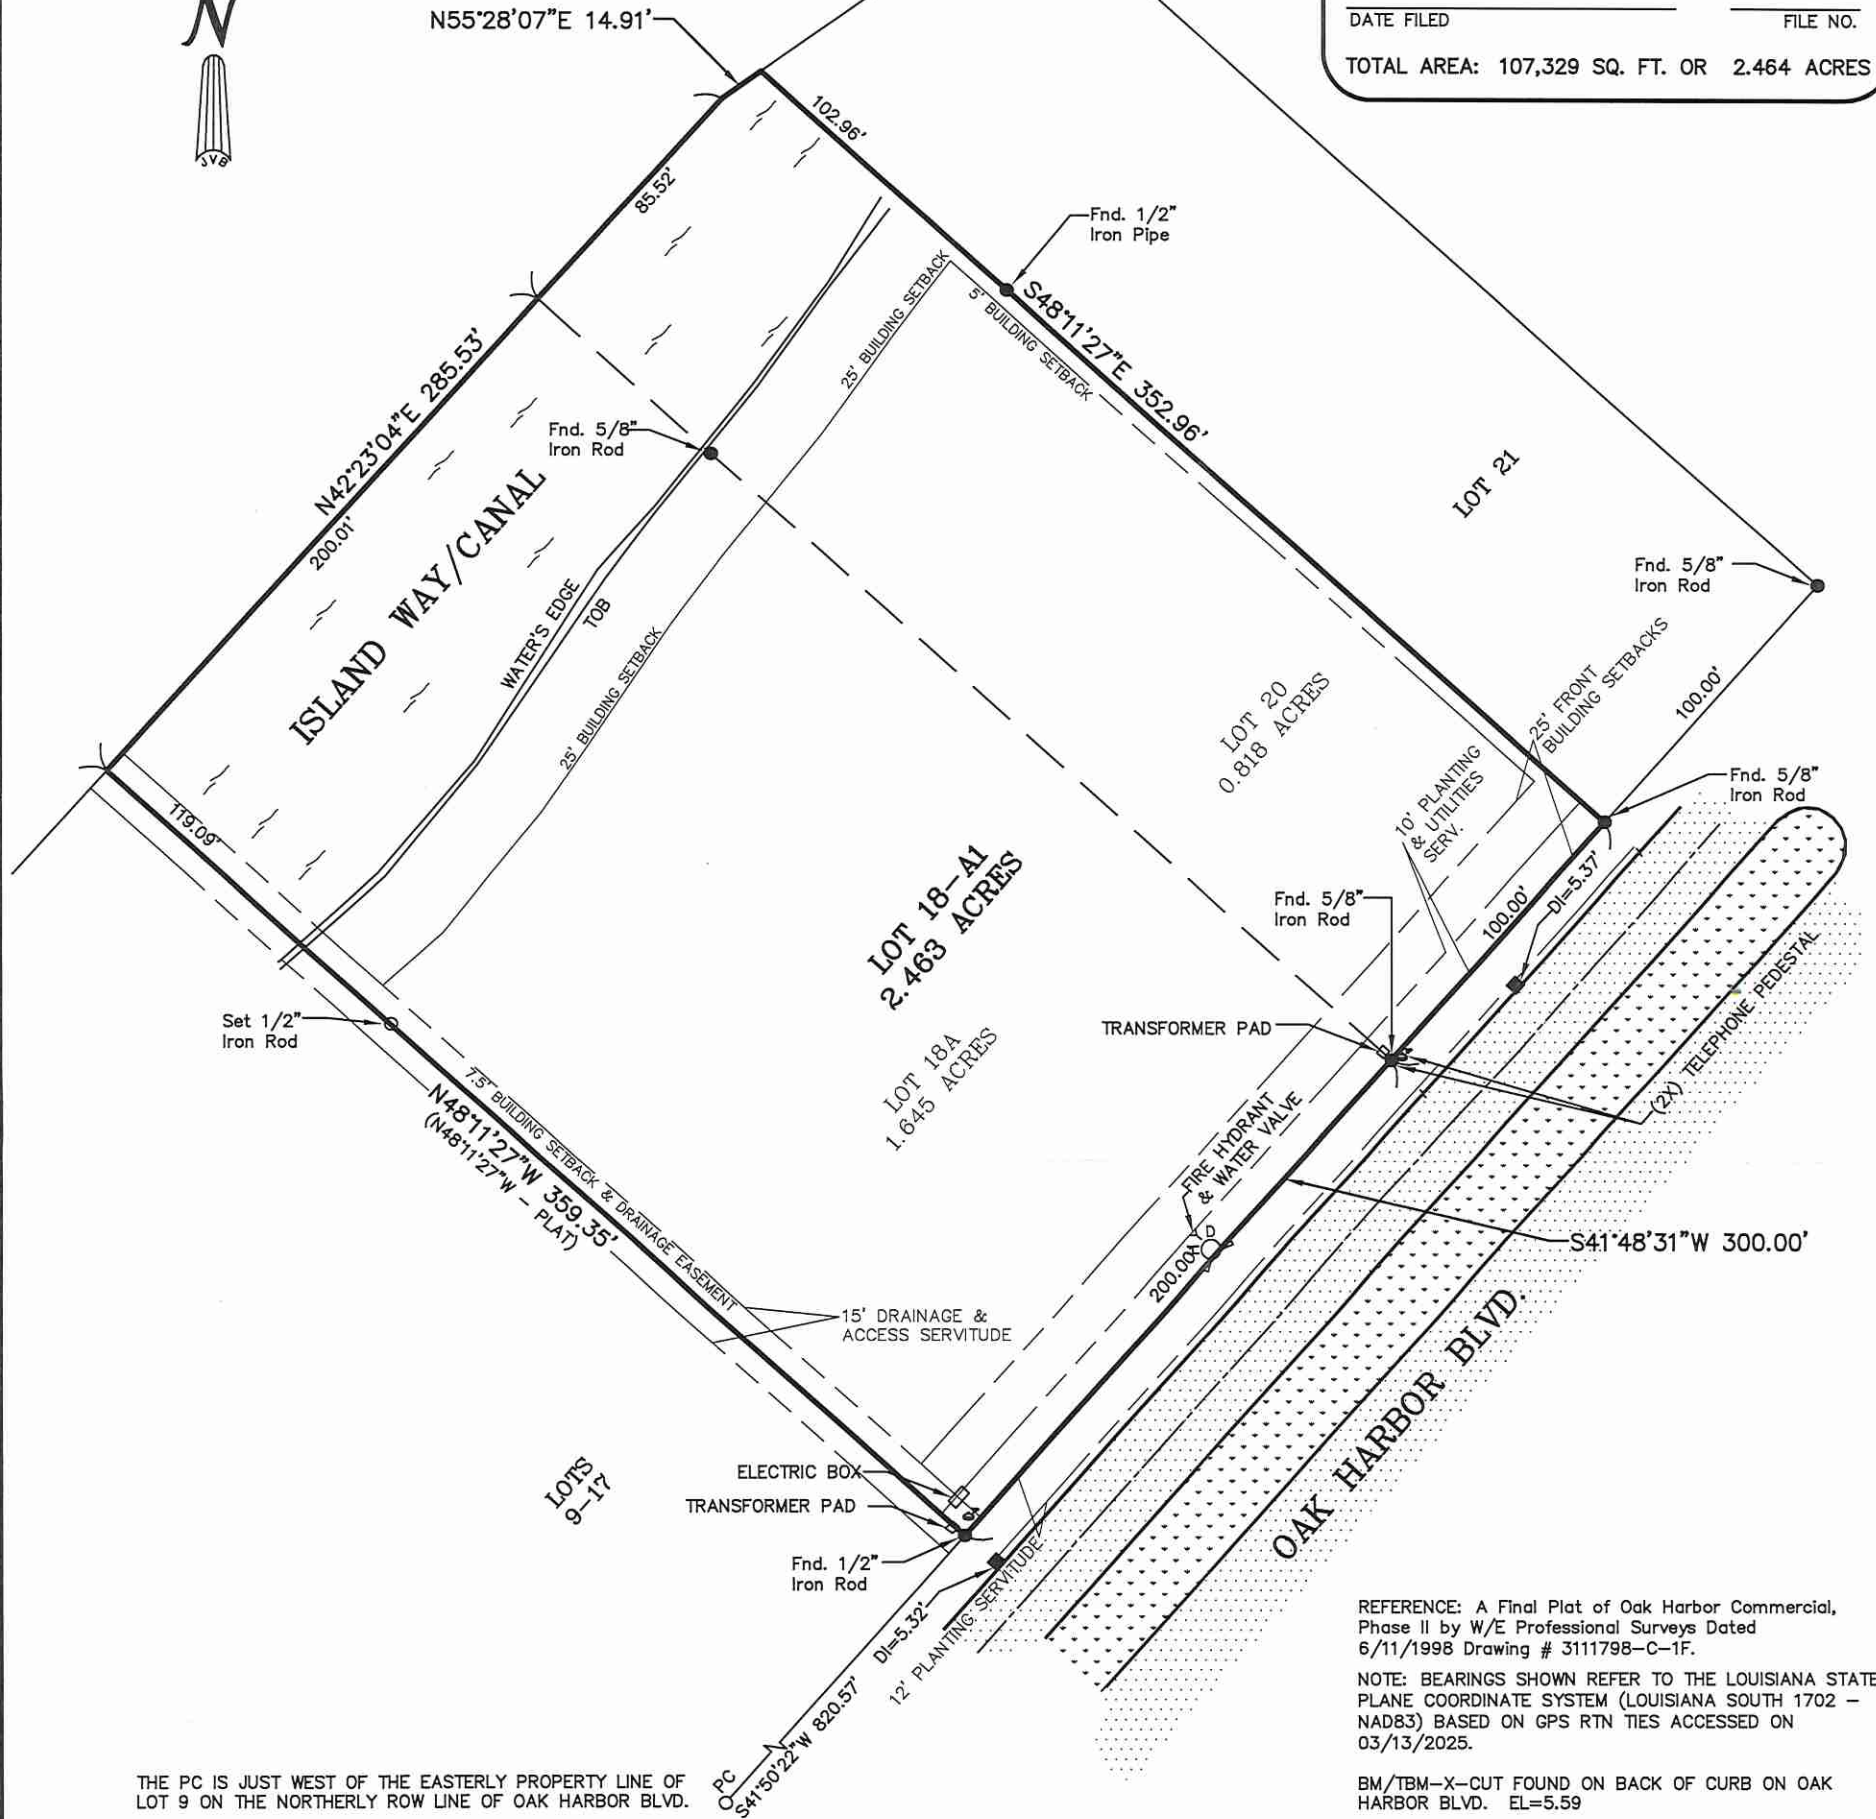 N
JVB
N55°28'07"E 14.91'
DATE FILED
FILE NO.
TOTAL AREA: 107,329 SQ. FT. OR 2.464 ACRES
102.96'
85.52'
Fnd. 1/2"
Iron Pipe
25' BUILDING SETBACK
5' BUILDING SETBACK
S48°11'27"E 352.96'
N42°23'04"E 285.53'
200.01'
Fnd. 5/8"
Iron Rod
ISLAND WAY/CANAL
LOT 21
Fnd. 5/8"
Iron Rod
WATER'S EDGE
TOB
25' BUILDING SETBACK
25' FRONT
BUILDING SETBACKS
100.00'
LOT 20
0.818 ACRES
10' PLANTING
& UTILITIES
SERV.
Fnd. 5/8"
Iron Rod
119.09'
LOT 18-A1
2.463 ACRES
Fnd. 5/8"
Iron Rod
100.00'
DI=5.37'
Set 1/2"
Iron Rod
TRANSFORMER PAD
(2X) TELEPHONE PEDESTAL
LOT 18A
1.645 ACRES
7.5' BUILDING SETBACK & DRAINAGE EASEMENT
N48°11'27"W 359.35'
(N48°11'27"W - PLAT)
FIRE HYDRANT
& WATER VALVE
D
200.00'
S41°48'31"W 300.00'
15' DRAINAGE &
ACCESS SERVITUDE
OAK HARBOR BLVD.
LOTS
9-17
ELECTRIC BOX
TRANSFORMER PAD
Fnd. 1/2"
Iron Rod
DI=5.32'
12' PLANTING SERVITUDE
PC
S41°50'22"W 820.57'
REFERENCE: A Final Plat of Oak Harbor Commercial,
Phase II by W/E Professional Surveys Dated
6/11/1998 Drawing # 3111798-C-1F.
NOTE: BEARINGS SHOWN REFER TO THE LOUISIANA STATE
PLANE COORDINATE SYSTEM (LOUISIANA SOUTH 1702 -
NAD83) BASED ON GPS RTN TIES ACCESSED ON
03/13/2025.
BM/TBM-X-CUT FOUND ON BACK OF CURB ON OAK
HARBOR BLVD. EL=5.59
THE PC IS JUST WEST OF THE EASTERLY PROPERTY LINE OF
LOT 9 ON THE NORTHERLY ROW LINE OF OAK HARBOR BLVD.